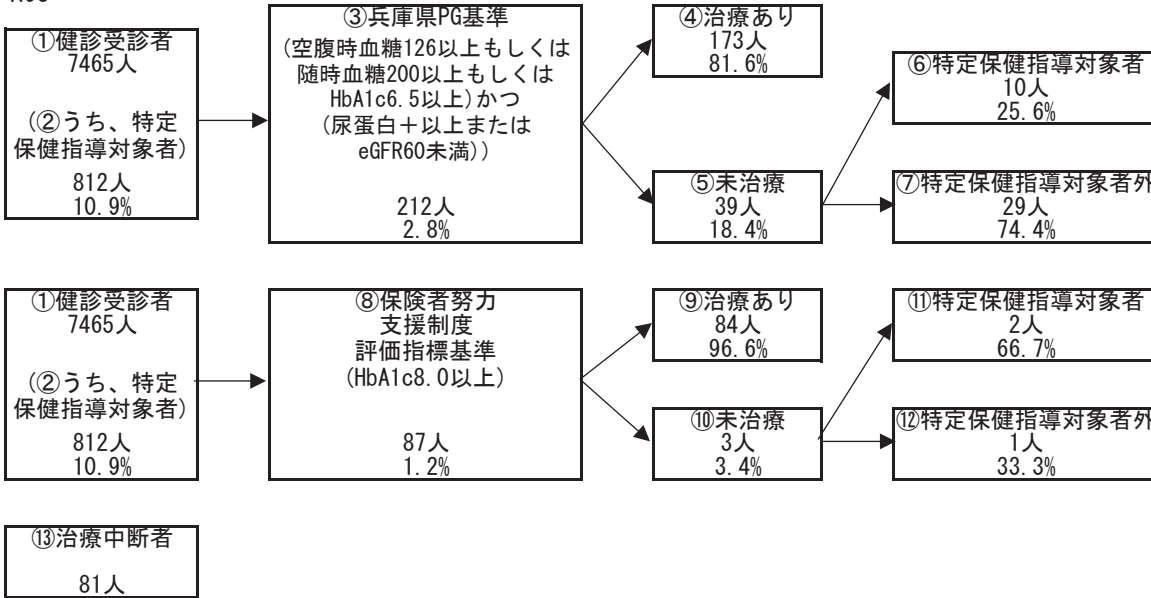 ①健診受診者
7465人
(②うち、特定
保健指導対象者)
812人
10.9%
③兵庫県PG基準
(空腹時血糖126以上もしくは
随時血糖200以上もしくは
HbA1c6.5以上)かつ
(尿蛋白+以上または
eGFR60未満))
212人
2.8%
④治療あり
173人
81.6%
⑤未治療
39人
18.4%
⑥特定保健指導対象者
10人
25.6%
⑦特定保健指導対象者外
29人
74.4%
①健診受診者
7465人
(②うち、特定
保健指導対象者)
812人
10.9%
⑧保険者努力
支援制度
評価指標基準
(HbA1c8.0以上)
87人
1.2%
⑨治療あり
84人
96.6%
⑩未治療
3人
3.4%
⑪特定保健指導対象者
2人
66.7%
⑫特定保健指導対象者外
1人
33.3%
⑬治療中断者
81人